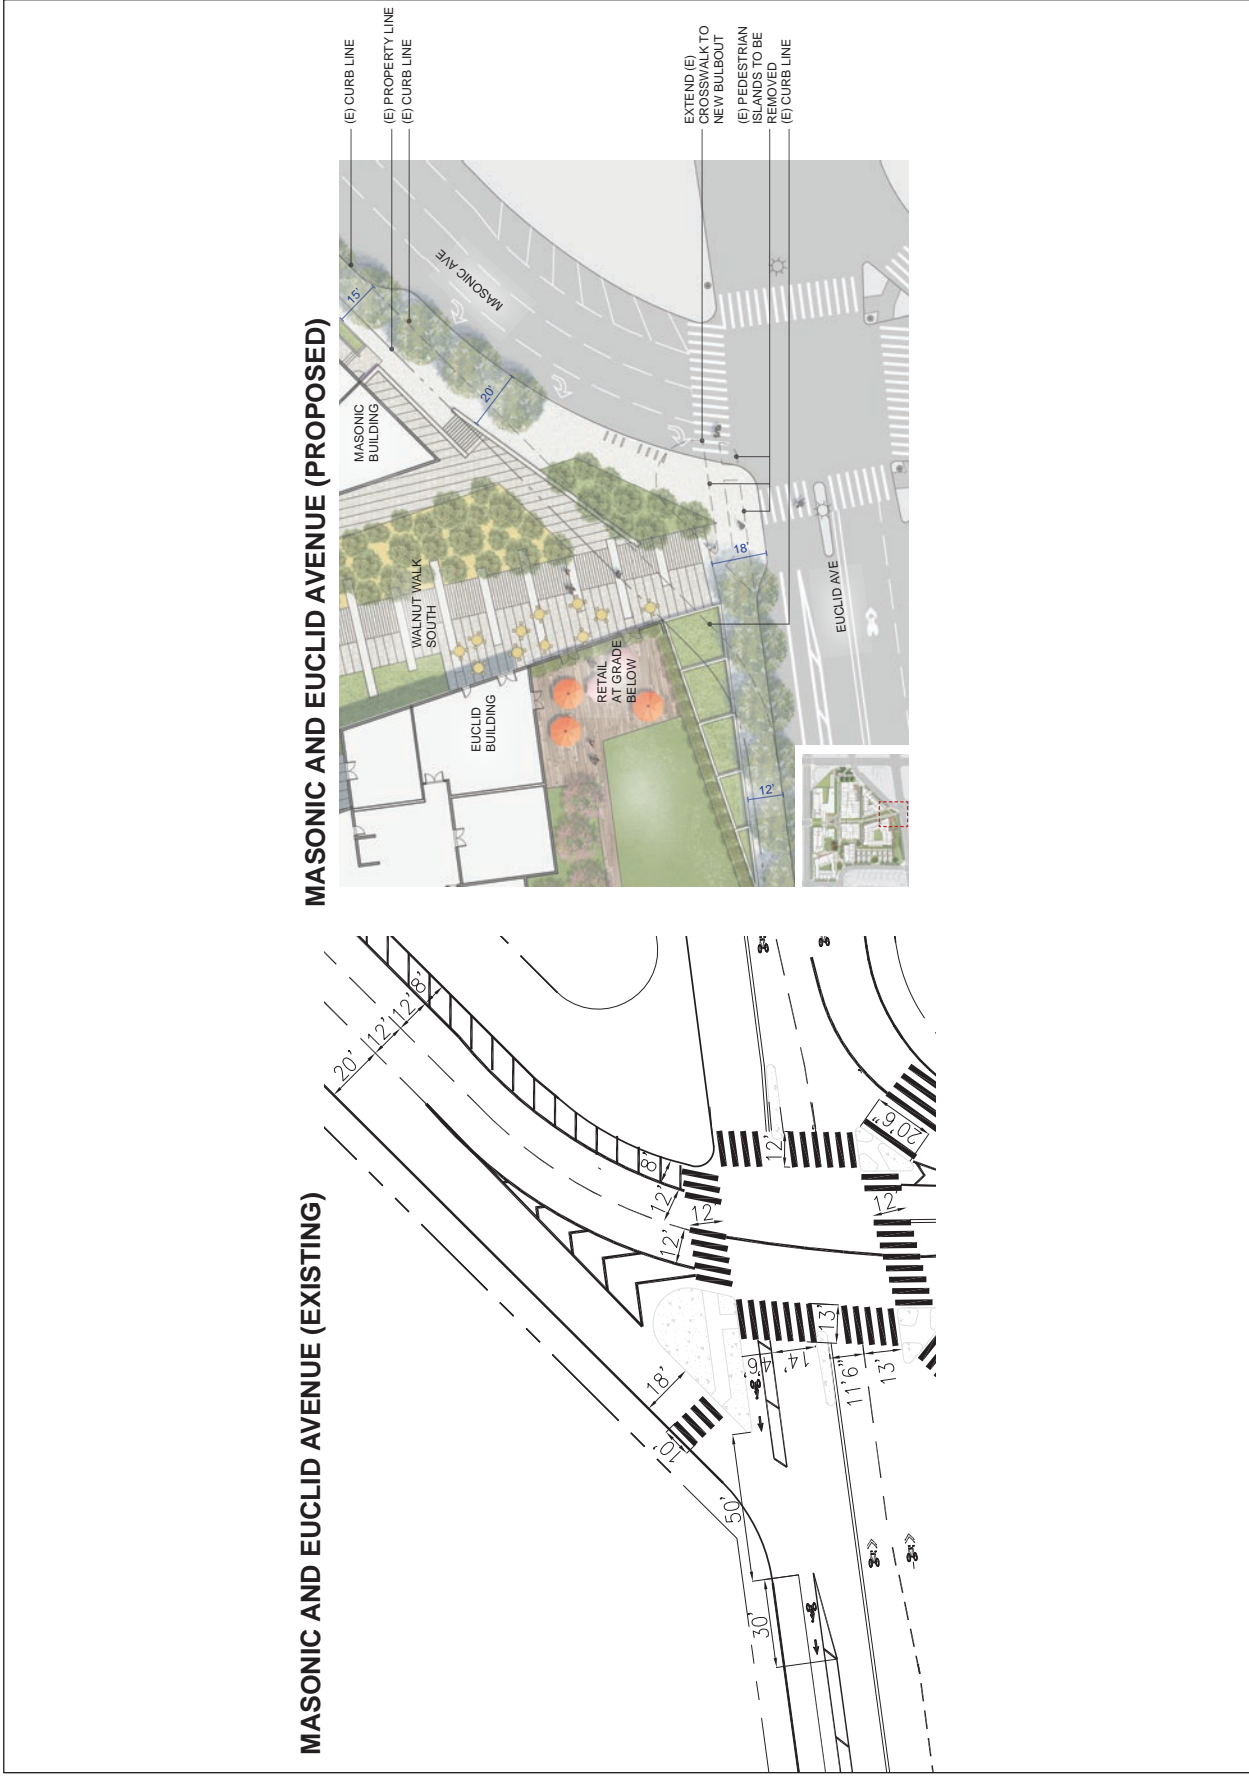 MASONIC AND EUCLID AVENUE (EXISTING)
20'
12'
12'
8'
8'
12'
12'
12'
12'
20'6"
12'
18'
10'
50'
30'
4'6"
14'
13'
11'6"
13'
MASONIC AND EUCLID AVENUE (PROPOSED)
(E) CURB LINE
(E) PROPERTY LINE
(E) CURB LINE
EXTEND (E)
CROSSWALK TO
NEW BULBOUT
(E) PEDESTRIAN
ISLANDS TO BE
REMOVED
(E) CURB LINE
15'
MASONIC AVE
20'
MASONIC
BUILDING
WALNUT WALK
SOUTH
18'
EUCLID
BUILDING
RETAIL
AT GRADE
BELOW
EUCLID AVE
12'